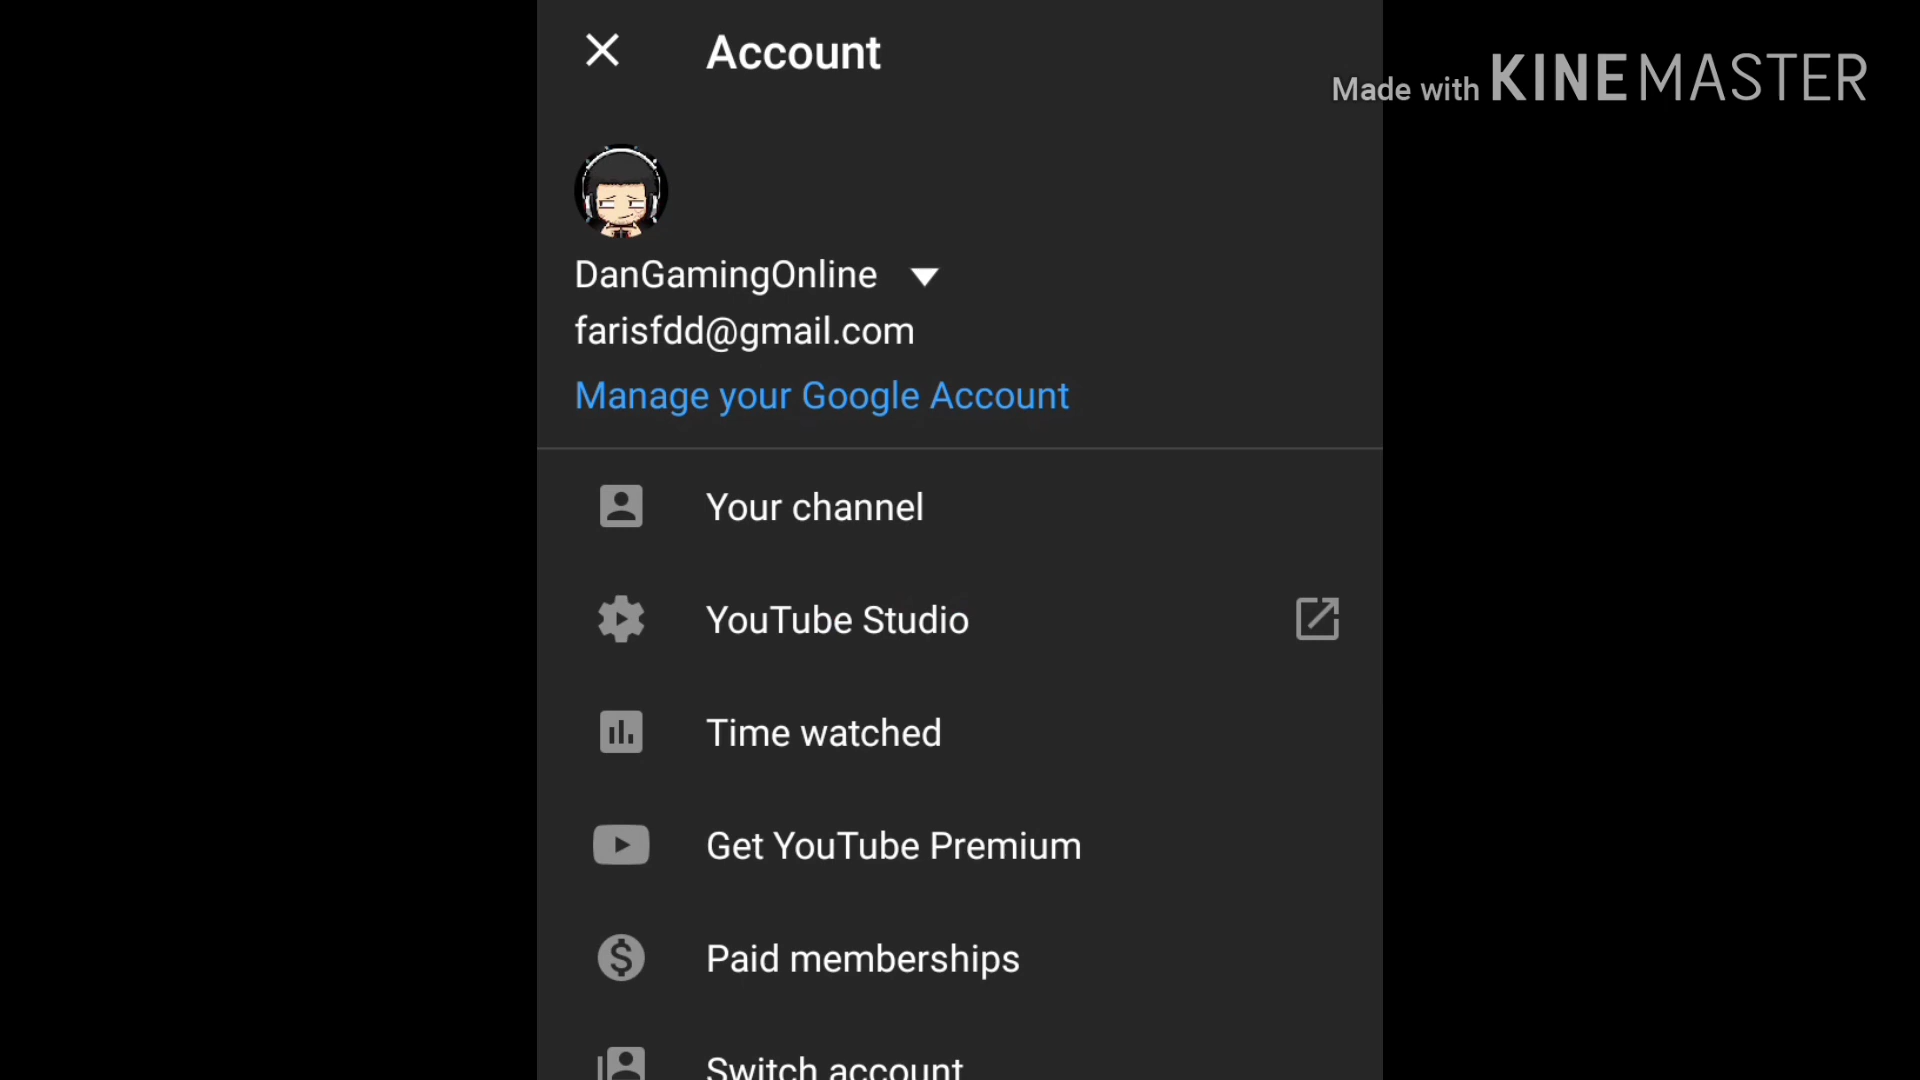 Account
Made with KINEMASTER
DanGamingOnline
farisfdd@gmail.com
Manage your Google Account
Your channel
YouTube Studio
Time watched
Get YouTube Premium
Paid memberships
Switch account